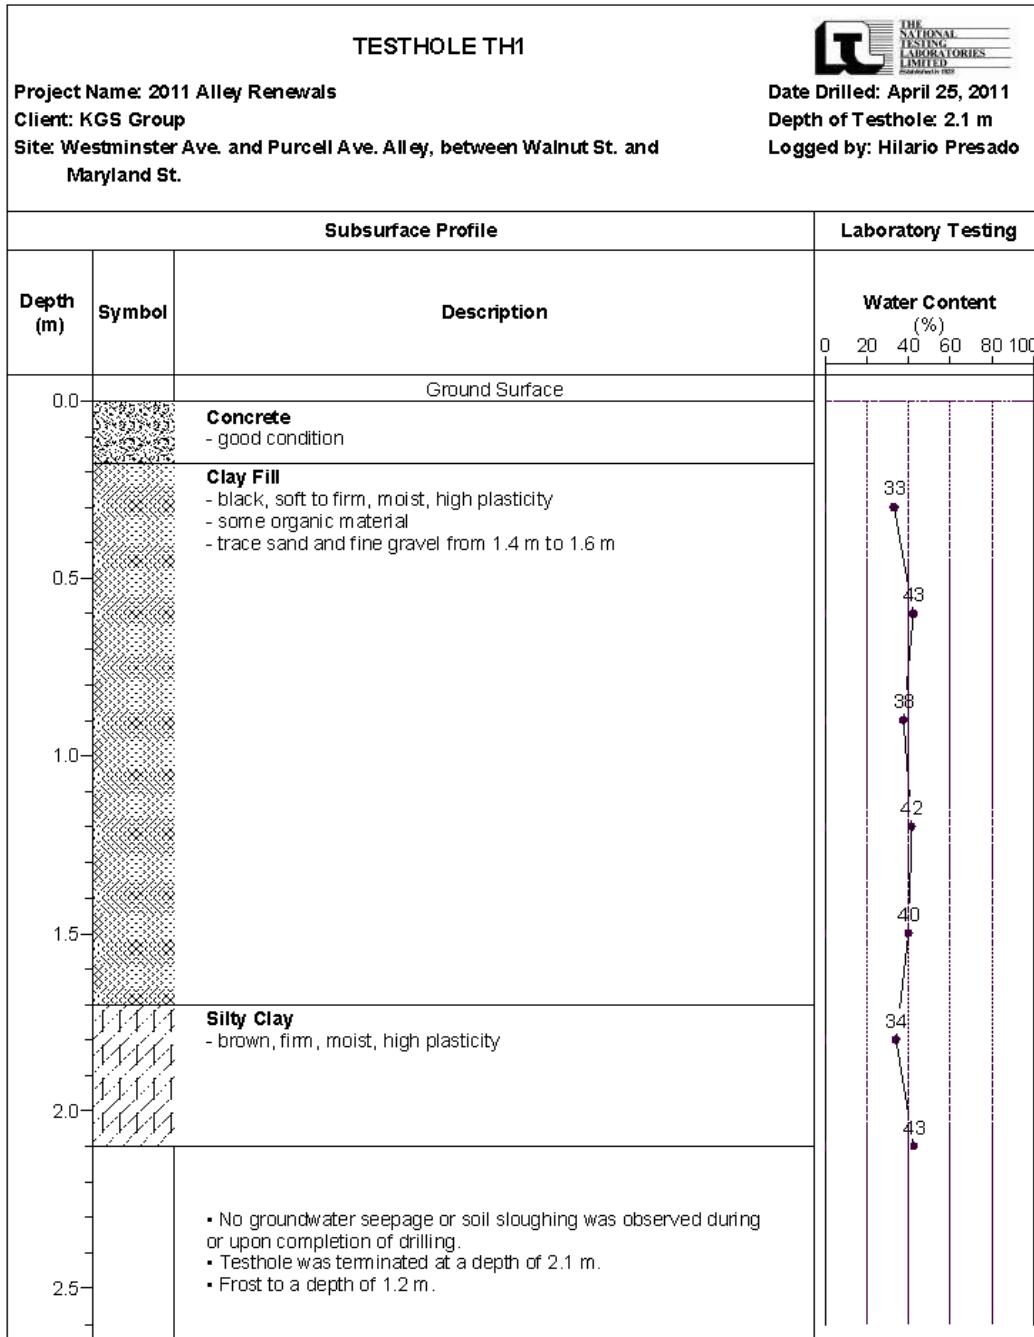 TESTHOLE TH1
THE
NATIONAL
TESTING
LABORATORIES
LIMITED
Established in 1923
Project Name: 2011 Alley Renewals
Client: KGS Group
Site: Westminster Ave. and Purcell Ave. Alley, between Walnut St. and
Maryland St.
Date Drilled: April 25, 2011
Depth of Testhole: 2.1 m
Logged by: Hilario Presado
Subsurface Profile
Laboratory Testing
Depth
(m)
Symbol
Description
Water Content
(%)
0 20 40 60 80 100
Ground Surface
0.0
Concrete
- good condition
Clay Fill
- black, soft to firm, moist, high plasticity
- some organic material
- trace sand and fine gravel from 1.4 m to 1.6 m
33
0.5
43
38
1.0
42
40
1.5
Silty Clay
- brown, firm, moist, high plasticity
34
2.0
43
• No groundwater seepage or soil sloughing was observed during
or upon completion of drilling.
• Testhole was terminated at a depth of 2.1 m.
• Frost to a depth of 1.2 m.
2.5